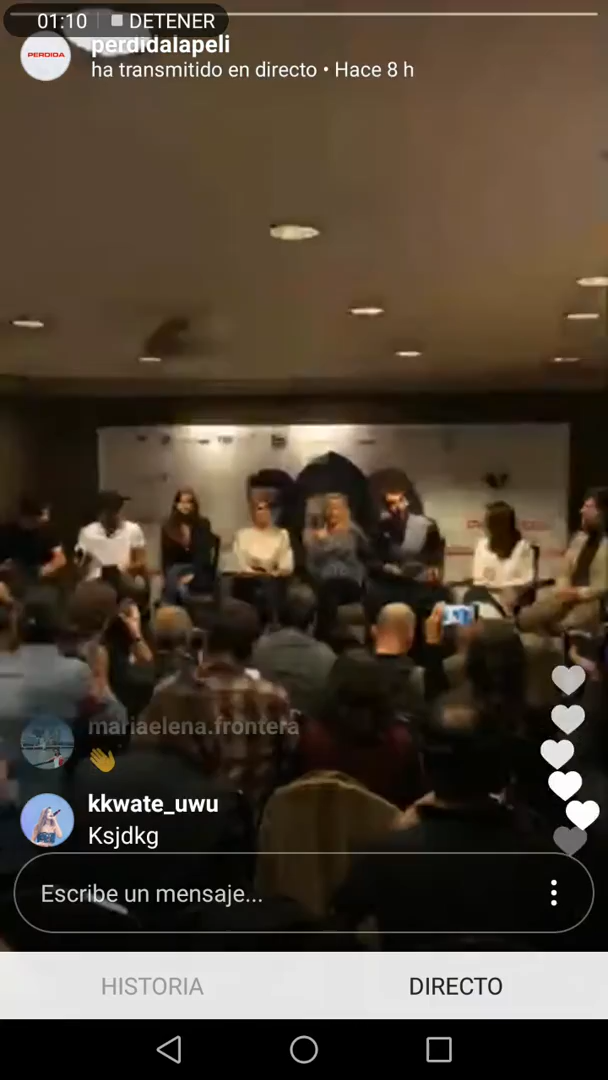 01:10 DETENER
PERDIDA
perdidalapeli
ha transmitido en directo • Hace 8 h
mariaelena.frontera
kkwate_uwu
Ksjdkg
Escribe un mensaje...
HISTORIA
DIRECTO